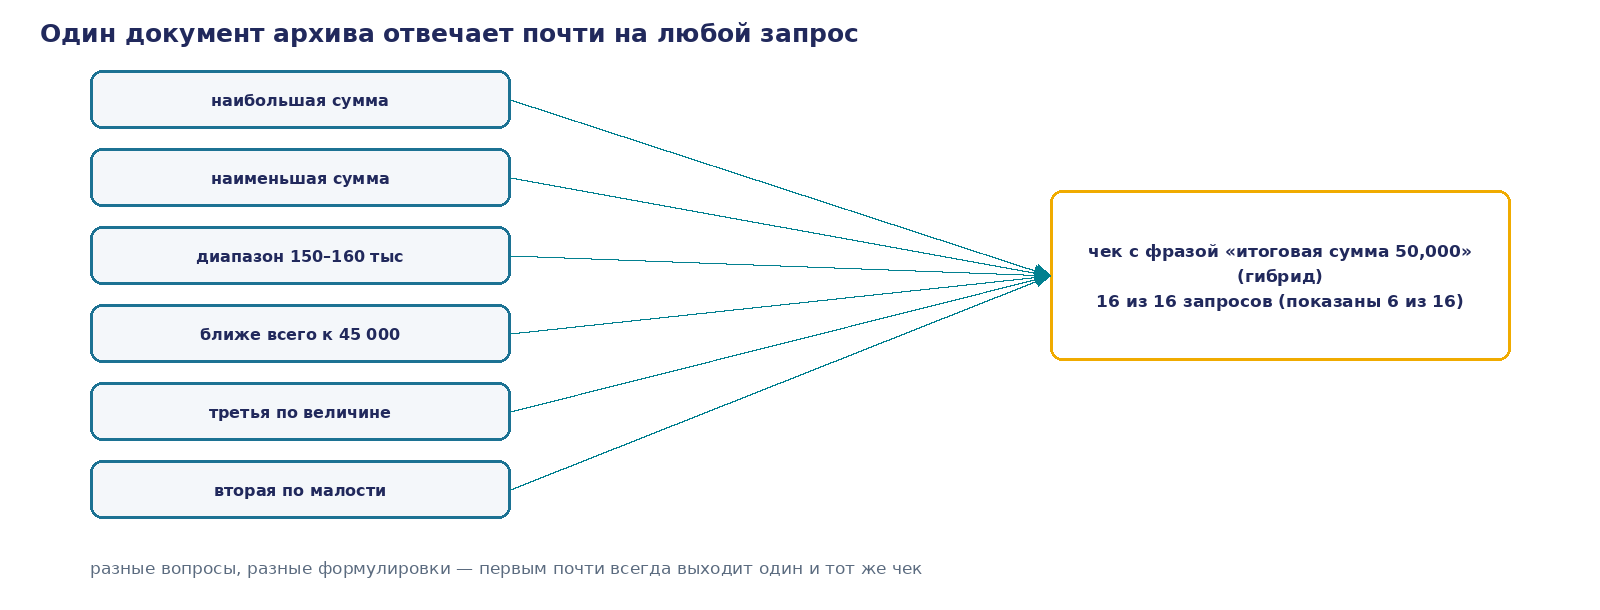 Один документ архива отвечает почти на любой запрос
наибольшая сумма
наименьшая сумма
диапазон 150–160 тыс
ближе всего к 45 000
третья по величине
вторая по малости
чек с фразой «итоговая сумма 50,000»
(гибрид)
16 из 16 запросов (показаны 6 из 16)
разные вопросы, разные формулировки — первым почти всегда выходит один и тот же чек